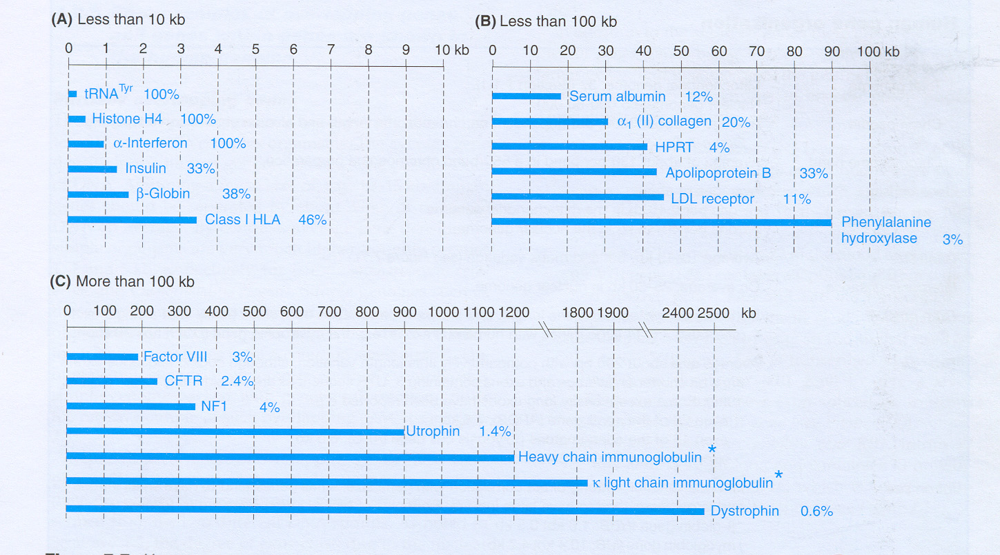 (A) Less than 10 kb
0 1 2 3 4 5 6 7 8 9 10 kb
tRNATyr 100%
Histone H4 100%
α-Interferon 100%
Insulin 33%
β-Globin 38%
Class I HLA 46%
(B) Less than 100 kb
0 10 20 30 40 50 60 70 80 90 100 kb
Serum albumin 12%
α1 (II) collagen 20%
HPRT 4%
Apolipoprotein B 33%
LDL receptor 11%
Phenylalanine
hydroxylase 3%
(C) More than 100 kb
0 100 200 300 400 500 600 700 800 900 1000 1100 1200 1800 1900 2400 2500 kb
Factor VIII 3%
CFTR 2.4%
NF1 4%
Utrophin 1.4%
Heavy chain immunoglobulin *
κ light chain immunoglobulin*
Dystrophin 0.6%